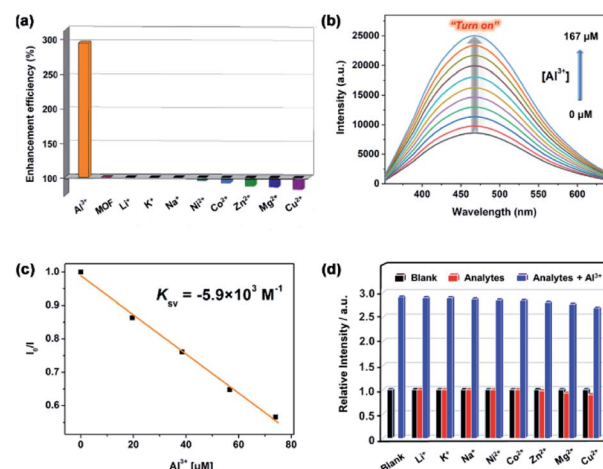 (a)
Enhancement efficiency (%)
300
250
200
150
100
Al³⁺ MOF Li⁺ K⁺ Na⁺ Ni²⁺ Co²⁺ Zn²⁺ Mg²⁺ Cu²⁺
(b)
"Turn on"
Intensity (a.u.)
25000
20000
15000
10000
5000
0
167 μM
[Al³⁺]
0 μM
400 450 500 550 600
Wavelength (nm)
(c)
I₀/I
1.0
0.9
0.8
0.7
0.6
Ksv = -5.9×10³ M⁻¹
0 20 40 60 80
Al³⁺ [μM]
(d)
Blank Analytes Analytes + Al³⁺
Relative Intensity / a.u.
3.0
2.5
2.0
1.5
1.0
0.5
0
Blank Li⁺ K⁺ Na⁺ Ni²⁺ Co²⁺ Zn²⁺ Mg²⁺ Cu²⁺